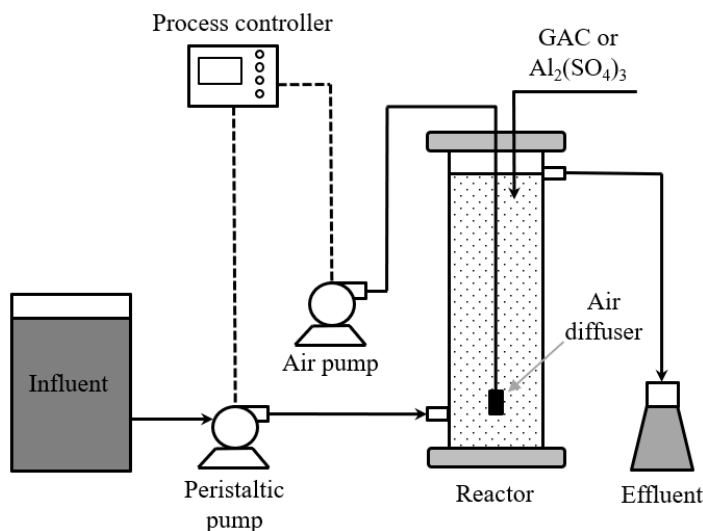 Process controller
GAC or
Al₂(SO₄)₃
Air
diffuser
Air pump
Influent
Peristaltic
pump
Reactor
Effluent